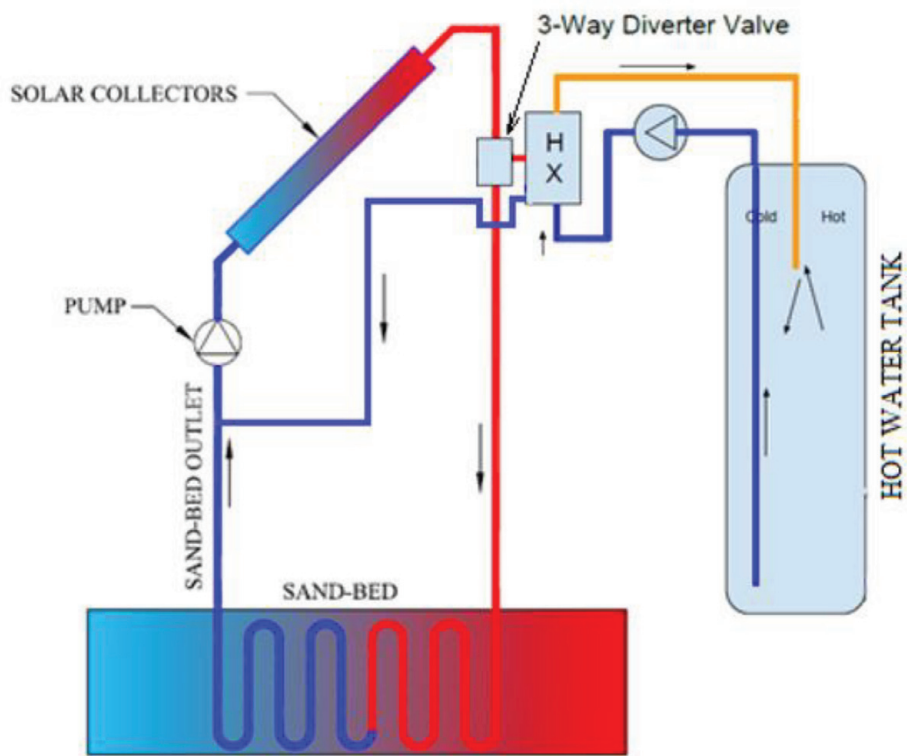 3-Way Diverter Valve
SOLAR COLLECTORS
H
X
Cold
Hot
PUMP
SAND-BED OUTLET
HOT WATER TANK
SAND-BED